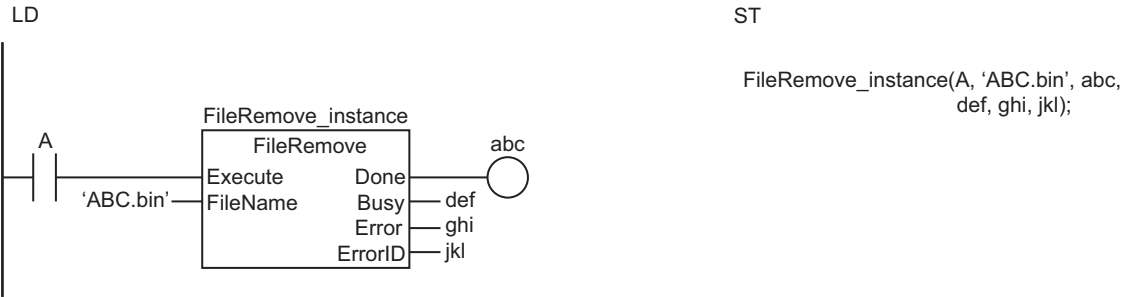 LD
ST
FileRemove_instance(A, ‘ABC.bin’, abc,
def, ghi, jkl);
FileRemove_instance
A
FileRemove
abc
Execute
Done
‘ABC.bin’
FileName
Busy
def
Error
ghi
ErrorID
jkl